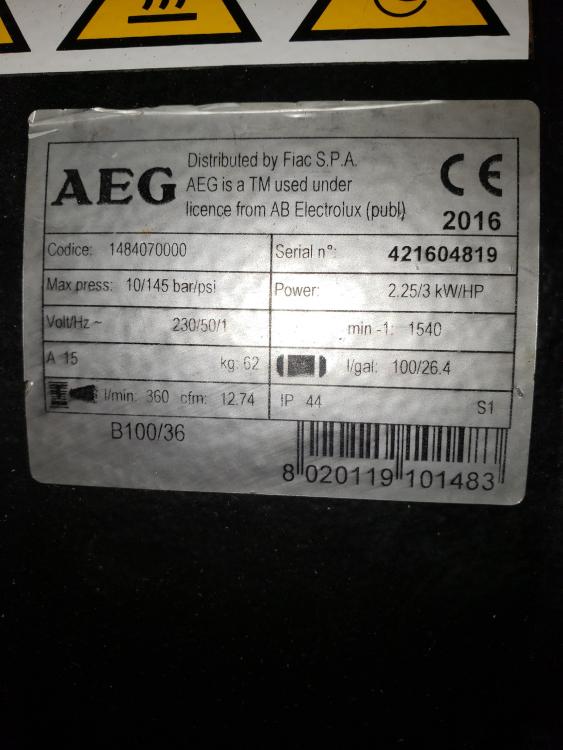 AEG
Distributed by Fiac S.P.A.
AEG is a TM used under
licence from AB Electrolux (publ)
CE
2016
Codice: 1484070000
Serial n°: 421604819
Max press: 10/145 bar/psi
Power: 2.25/3 kW/HP
Volt/Hz ~ 230/50/1
min -1: 1540
A 15 kg: 62
l/gal: 100/26.4
l/min: 360 cfm: 12.74
IP 44 S1
B100/36
8 020119 101483